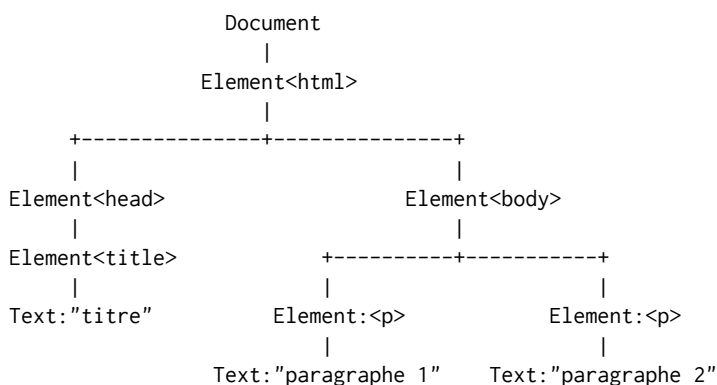 Document
|
Element<html>
|
+---------------+---------------+
| |
Element<head> Element<body>
| |
Element<title> +----------+-----------+
| | |
Text:"titre" Element:<p> Element:<p>
| |
Text:"paragraphe 1" Text:"paragraphe 2"